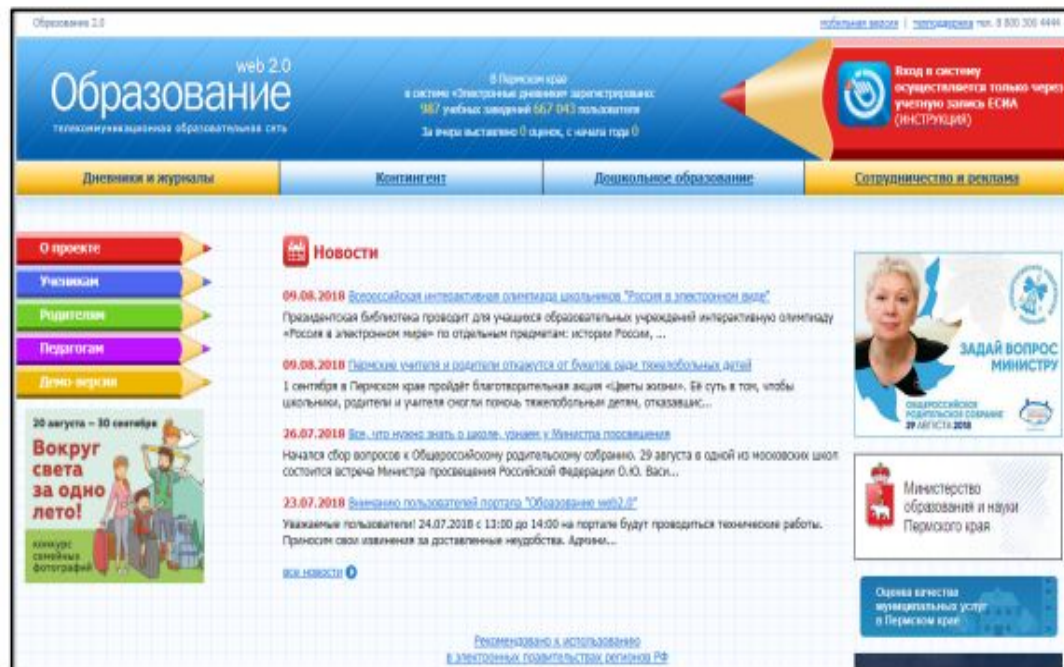 Образование 2.0
мобильная версия | техподдержка тел. 8 800 300 4444
web 2.0
Образование
телекоммуникационная образовательная сеть
В Пермском крае
в системе «Электронные дневники» зарегистрировано:
987 учебных заведений 667 043 пользователя
За вчера выставлено 0 оценок, с начала года 0
Вход в систему
осуществляется только через
учетную запись ЕСИА
(ИНСТРУКЦИЯ)
Дневники и журналы
Контингент
Дошкольное образование
Сотрудничество и реклама
О проекте
Ученикам
Родителям
Педагогам
Демо-версия
20 августа – 30 сентября
Вокруг
света
за одно
лето!
конкурс
семейных
фотографий
Новости
09.08.2018 Всероссийская интерактивная олимпиада школьников "Россия в электронном виде"
Президентская библиотека проводит для учащихся образовательных учреждений интерактивную олимпиаду
«Россия в электронном мире» по отдельным предметам: истории России, ...
09.08.2018 Пермские учителя и родители откажутся от букетов ради тяжелобольных детей
1 сентября в Пермском крае пройдёт благотворительная акция «Цветы жизни». Её суть в том, чтобы
школьники, родители и учителя смогли помочь тяжелобольным детям, отказавшис...
26.07.2018 Все, что нужно знать о школе, узнаем у Министра просвещения
Начался сбор вопросов к Общероссийскому родительскому собранию. 29 августа в одной из московских школ
состоится встреча Министра просвещения Российской Федерации О.Ю. Васи...
23.07.2018 Вниманию пользователей портала "Образование web2.0"
Уважаемые пользователи! 24.07.2018 с 13:00 до 14:00 на портале будут проводиться технические работы.
Приносим свои извинения за доставленные неудобства. Админи...
все новости
Рекомендовано к использованию
в электронных правительствах регионов РФ
ЗАДАЙ ВОПРОС
МИНИСТРУ
ОБЩЕРОССИЙСКОЕ
РОДИТЕЛЬСКОЕ СОБРАНИЕ
29 АВГУСТА 2018
Министерство
образования и науки
Пермского края
Оценка качества
муниципальных услуг
в Пермском крае